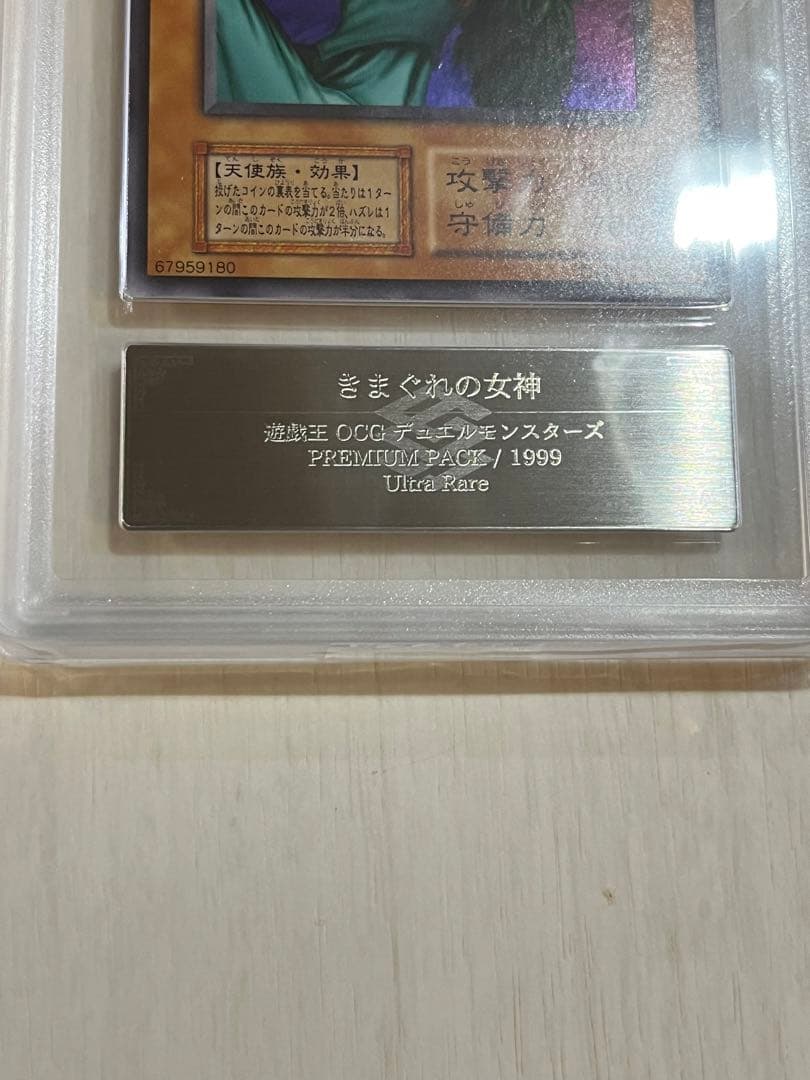 【天使族・効果】
投げたコインの裏表を当てる。当たりは1ター
ンの間このカードの攻撃力が2倍、ハズレは1
ターンの間このカードの攻撃力が半分になる。
攻撃力
守備力
67959180
きまぐれの女神
遊戯王 OCG デュエルモンスターズ
PREMIUM PACK / 1999
Ultra Rare